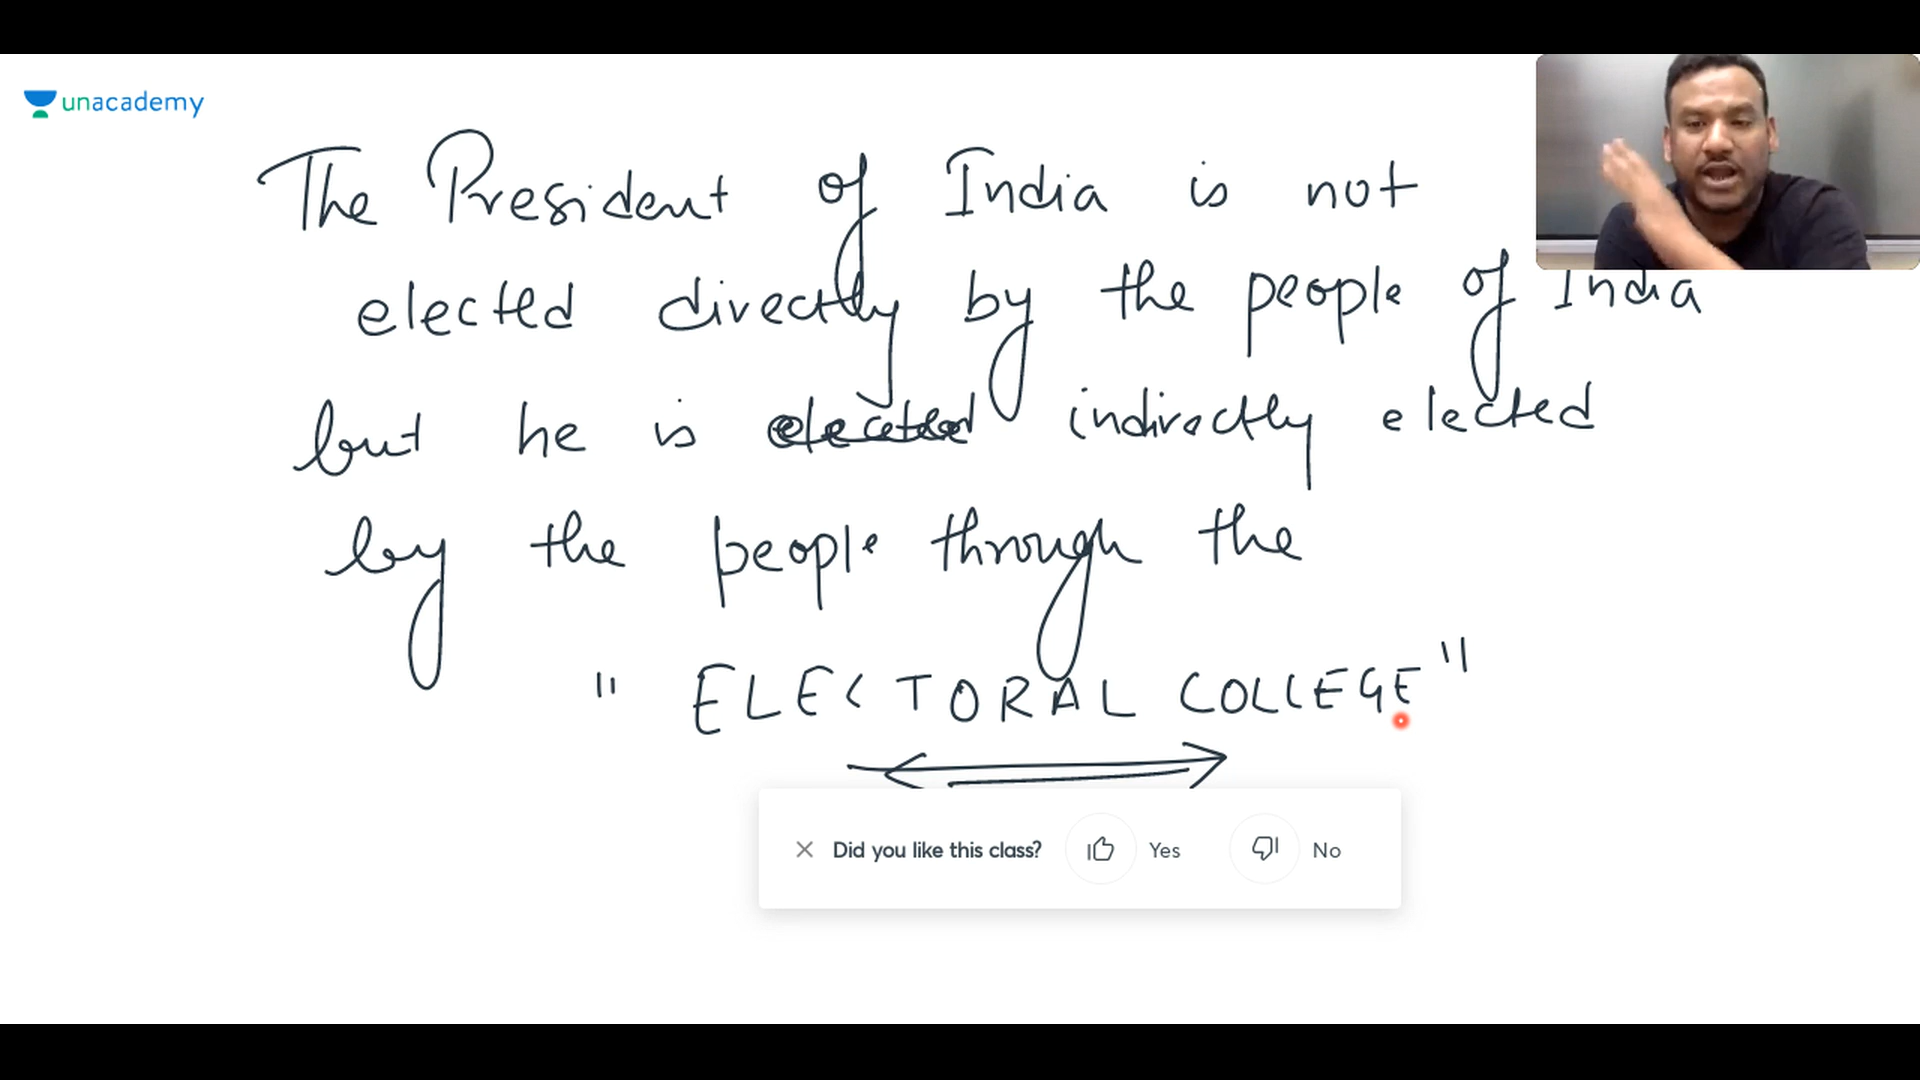 unacademy
The President of India is not
elected directly by the people of India
but he is elected indirectly elected
by the people through the
" ELECTORAL COLLEGE "
Did you like this class? Yes No